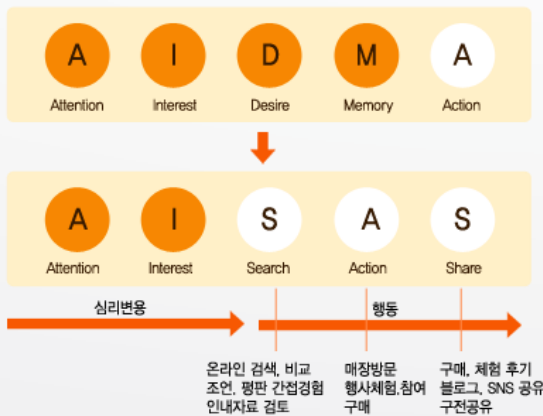 A I D M A
Attention Interest Desire Memory Action
A I S A S
Attention Interest Search Action Share
심리변용 행동
온라인 검색, 비교 매장방문 구매, 체험 후기
조언, 평판 간접경험 행사체험.참여 블로그, SNS 공유
인내자료 검토 구매 구전공유